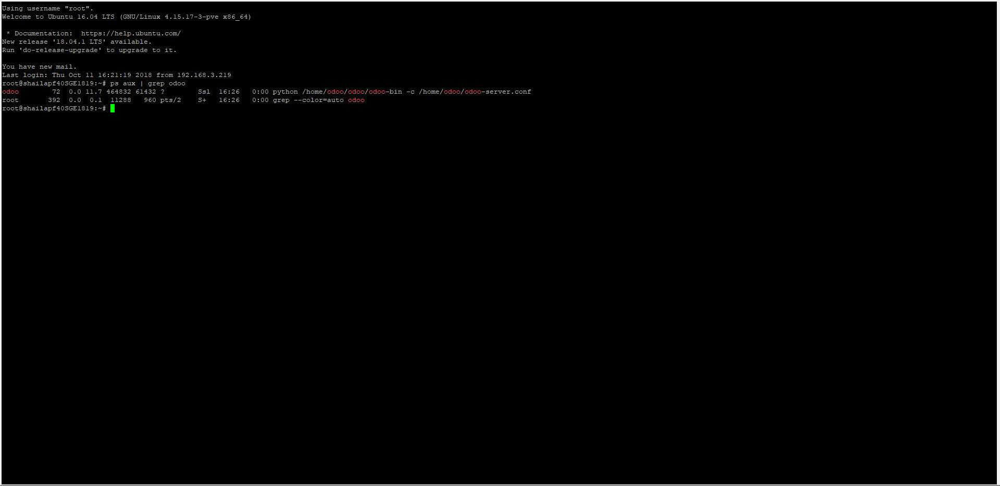 Using username "root".
Welcome to Ubuntu 16.04 LTS (GNU/Linux 4.15.17-3-pve x86_64)
* Documentation:  https://help.ubuntu.com/
New release '18.04.1 LTS' available.
Run 'do-release-upgrade' to upgrade to it.
You have new mail.
Last login: Thu Oct 11 16:21:19 2018 from 192.168.3.219
root@shailapf40SGE1819:~# ps aux | grep odoo
odoo        72  0.0 11.7 464832 61432 ?        Ssl  16:26   0:00 python /home/odoo/odoo/odoo-bin -c /home/odoo/odoo-server.conf
root       392  0.0  0.1  11288   960 pts/2    S+   16:26   0:00 grep --color=auto odoo
root@shailapf40SGE1819:~#